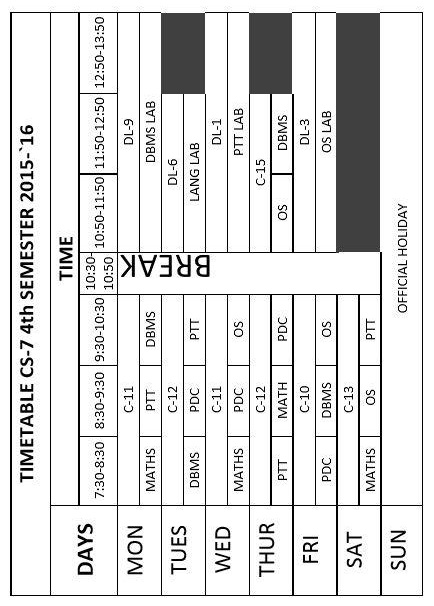 TIMETABLE CS-7 4th SEMESTER 2015-`16
DAYS TIME
7:30-8:30 8:30-9:30 9:30-10:30 10:30-10:50 10:50-11:50 11:50-12:50 12:50-13:50
MON C-11 BREAK DL-9
MATHS PTT DBMS DBMS LAB
TUES C-12 DL-6
DBMS PDC PTT LANG LAB
WED C-11 DL-1
MATHS PDC OS PTT LAB
THUR C-12 C-15
PTT MATH PDC OS DBMS
FRI C-10 DL-3
PDC DBMS OS OS LAB
SAT C-13
MATHS OS PTT
SUN OFFICIAL HOLIDAY